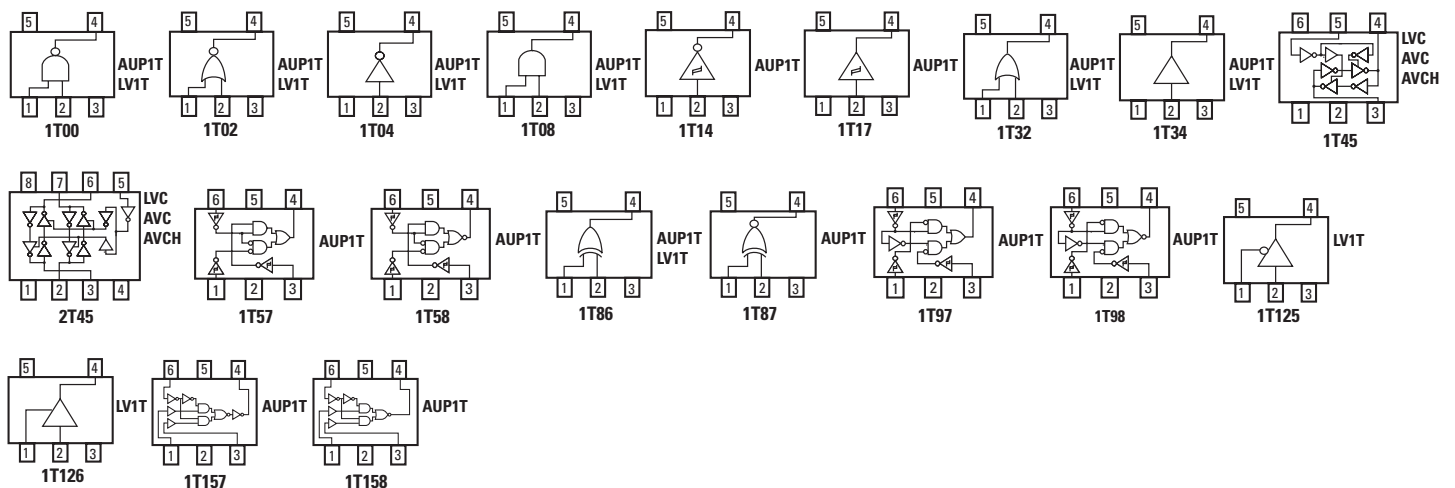 5 4 5 4 5 4 5 4 5 4 5 4 5 4 5 4 6 5 4
AUP1T LV1T AUP1T LV1T AUP1T LV1T AUP1T LV1T AUP1T AUP1T AUP1T LV1T AUP1T LV1T LVC AVC AVCH
1 2 3 1 2 3 1 2 3 1 2 3 1 2 3 1 2 3 1 2 3 1 2 3 1 2 3
1T00 1T02 1T04 1T08 1T14 1T17 1T32 1T34 1T45
8 7 6 5 6 5 4 6 5 4 5 4 5 4 6 5 4 6 5 4 5 4
LVC AVC AVCH AUP1T AUP1T AUP1T LV1T AUP1T AUP1T AUP1T LV1T
1 2 3 4 1 2 3 1 2 3 1 2 3 1 2 3 1 2 3 1 2 3 1 2 3
2T45 1T57 1T58 1T86 1T87 1T97 1T98 1T125
5 4 6 5 4 6 5 4
LV1T AUP1T AUP1T
1 2 3 1 2 3 1 2 3
1T126 1T157 1T158